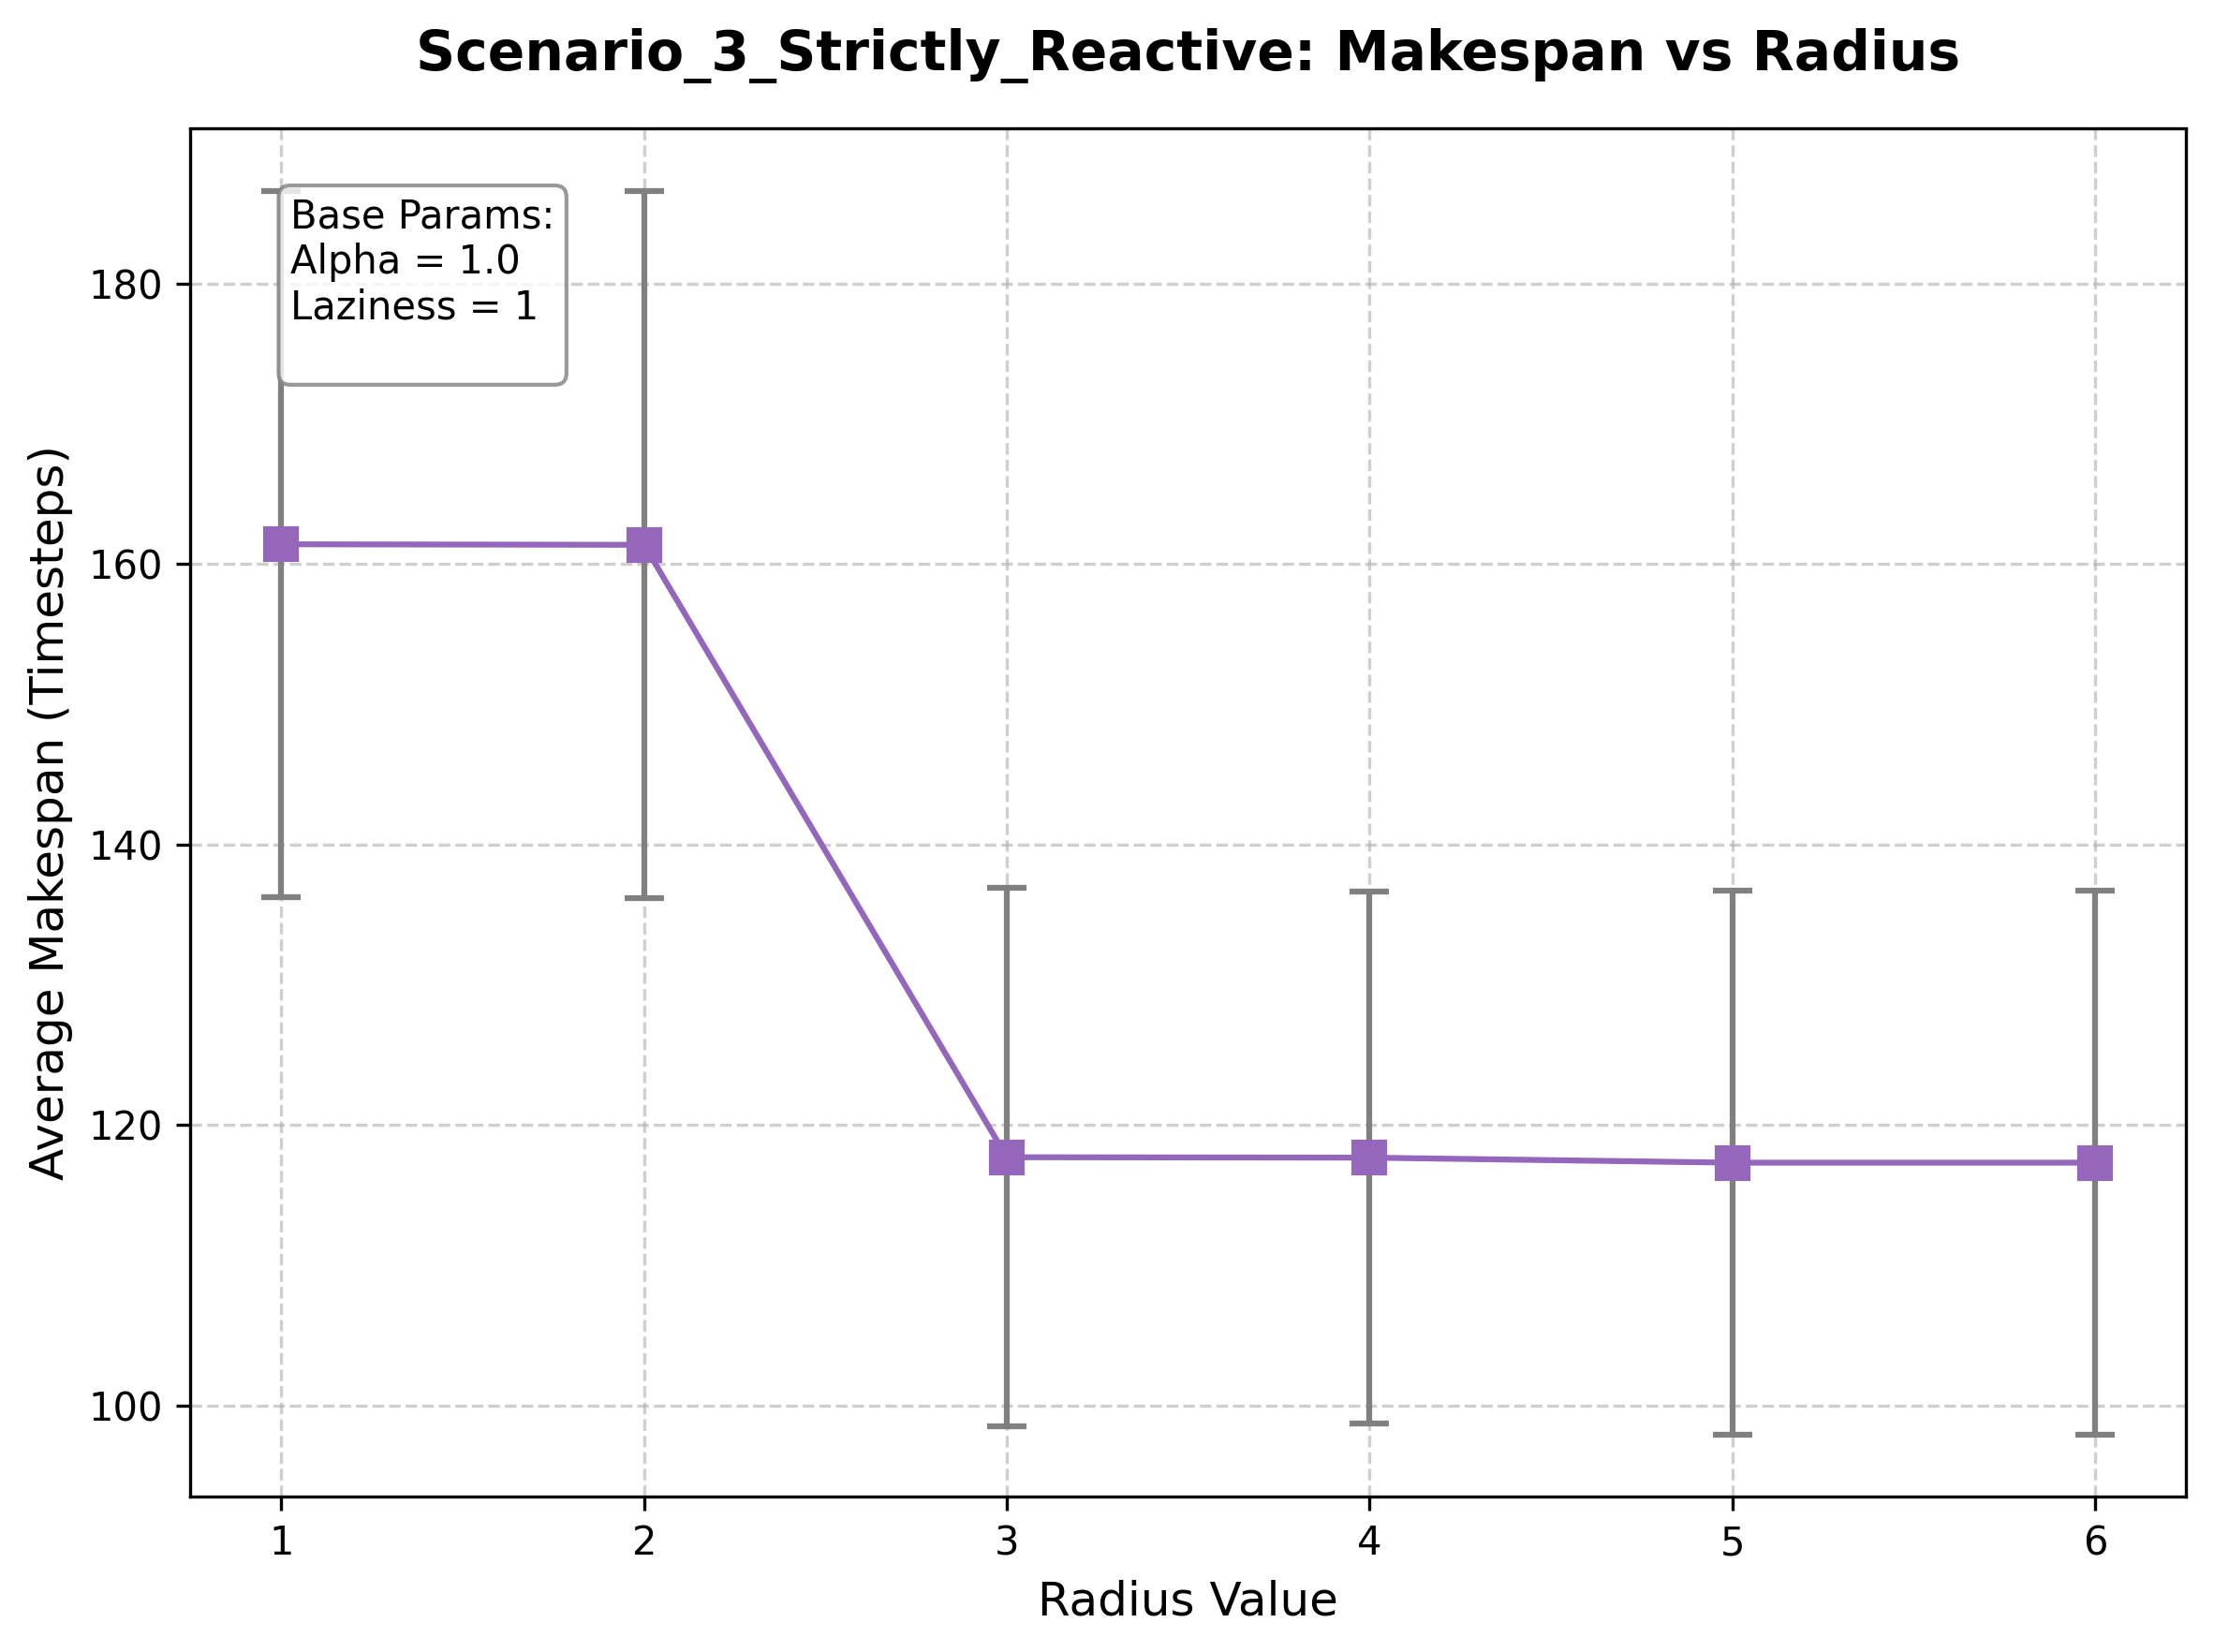 Scenario_3_Strictly_Reactive: Makespan vs Radius
Base Params:
Alpha = 1.0
Laziness = 1
Average Makespan (Timesteps)
180
160
140
120
100
1 2 3 4 5 6
Radius Value